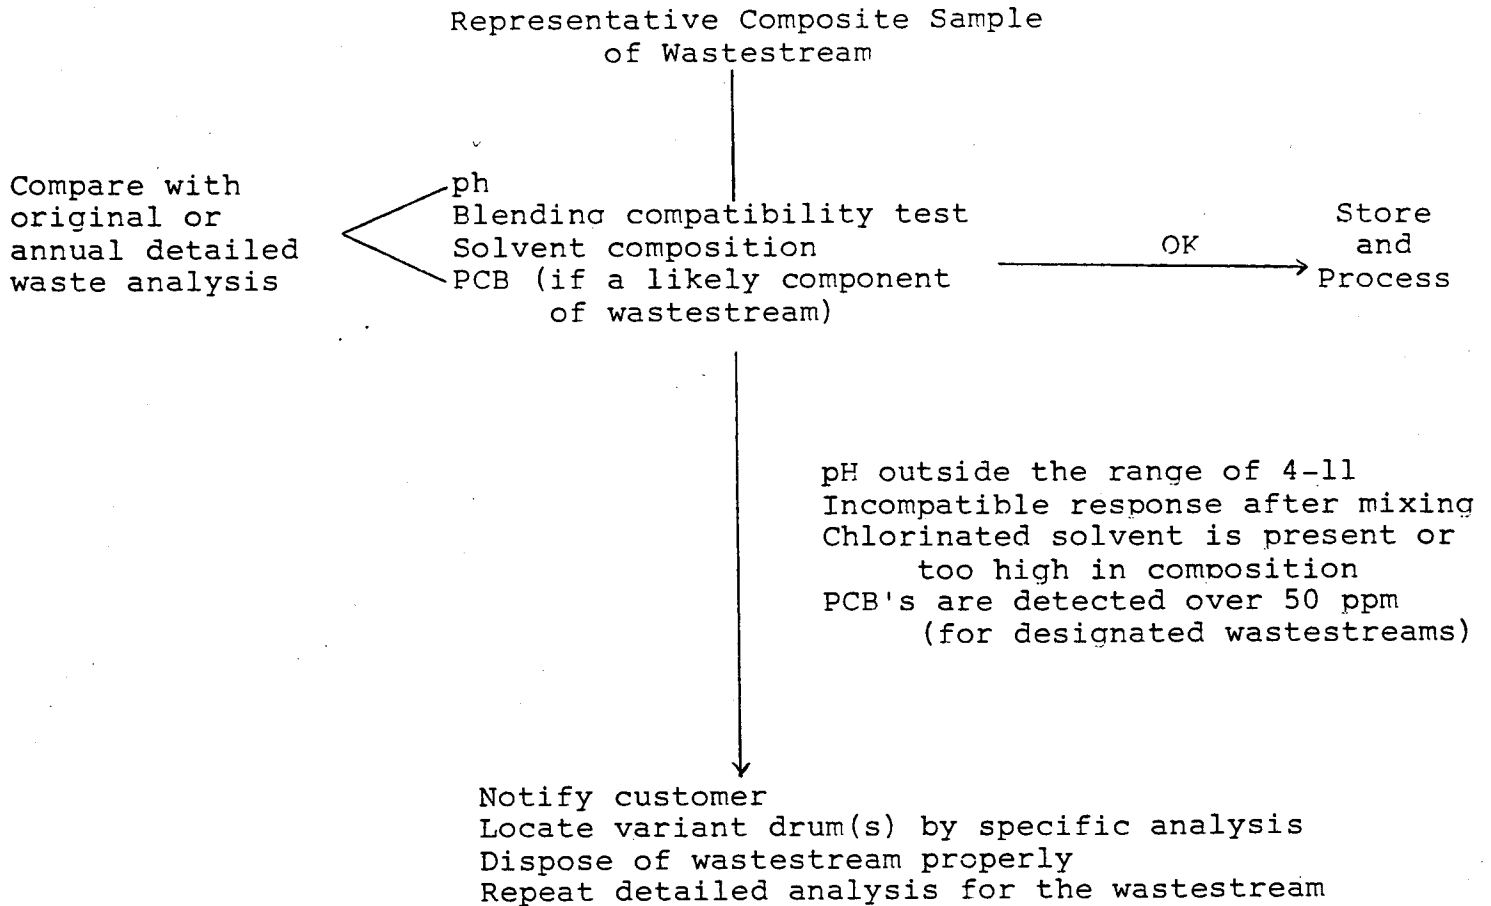 Representative Composite Sample
of Wastestream
Compare with
original or
annual detailed
waste analysis
ph
Blending compatibility test
Solvent composition
PCB (if a likely component
of wastestream)
OK
Store
and
Process
pH outside the range of 4-11
Incompatible response after mixing
Chlorinated solvent is present or
too high in composition
PCB's are detected over 50 ppm
(for designated wastestreams)
Notify customer
Locate variant drum(s) by specific analysis
Dispose of wastestream properly
Repeat detailed analysis for the wastestream